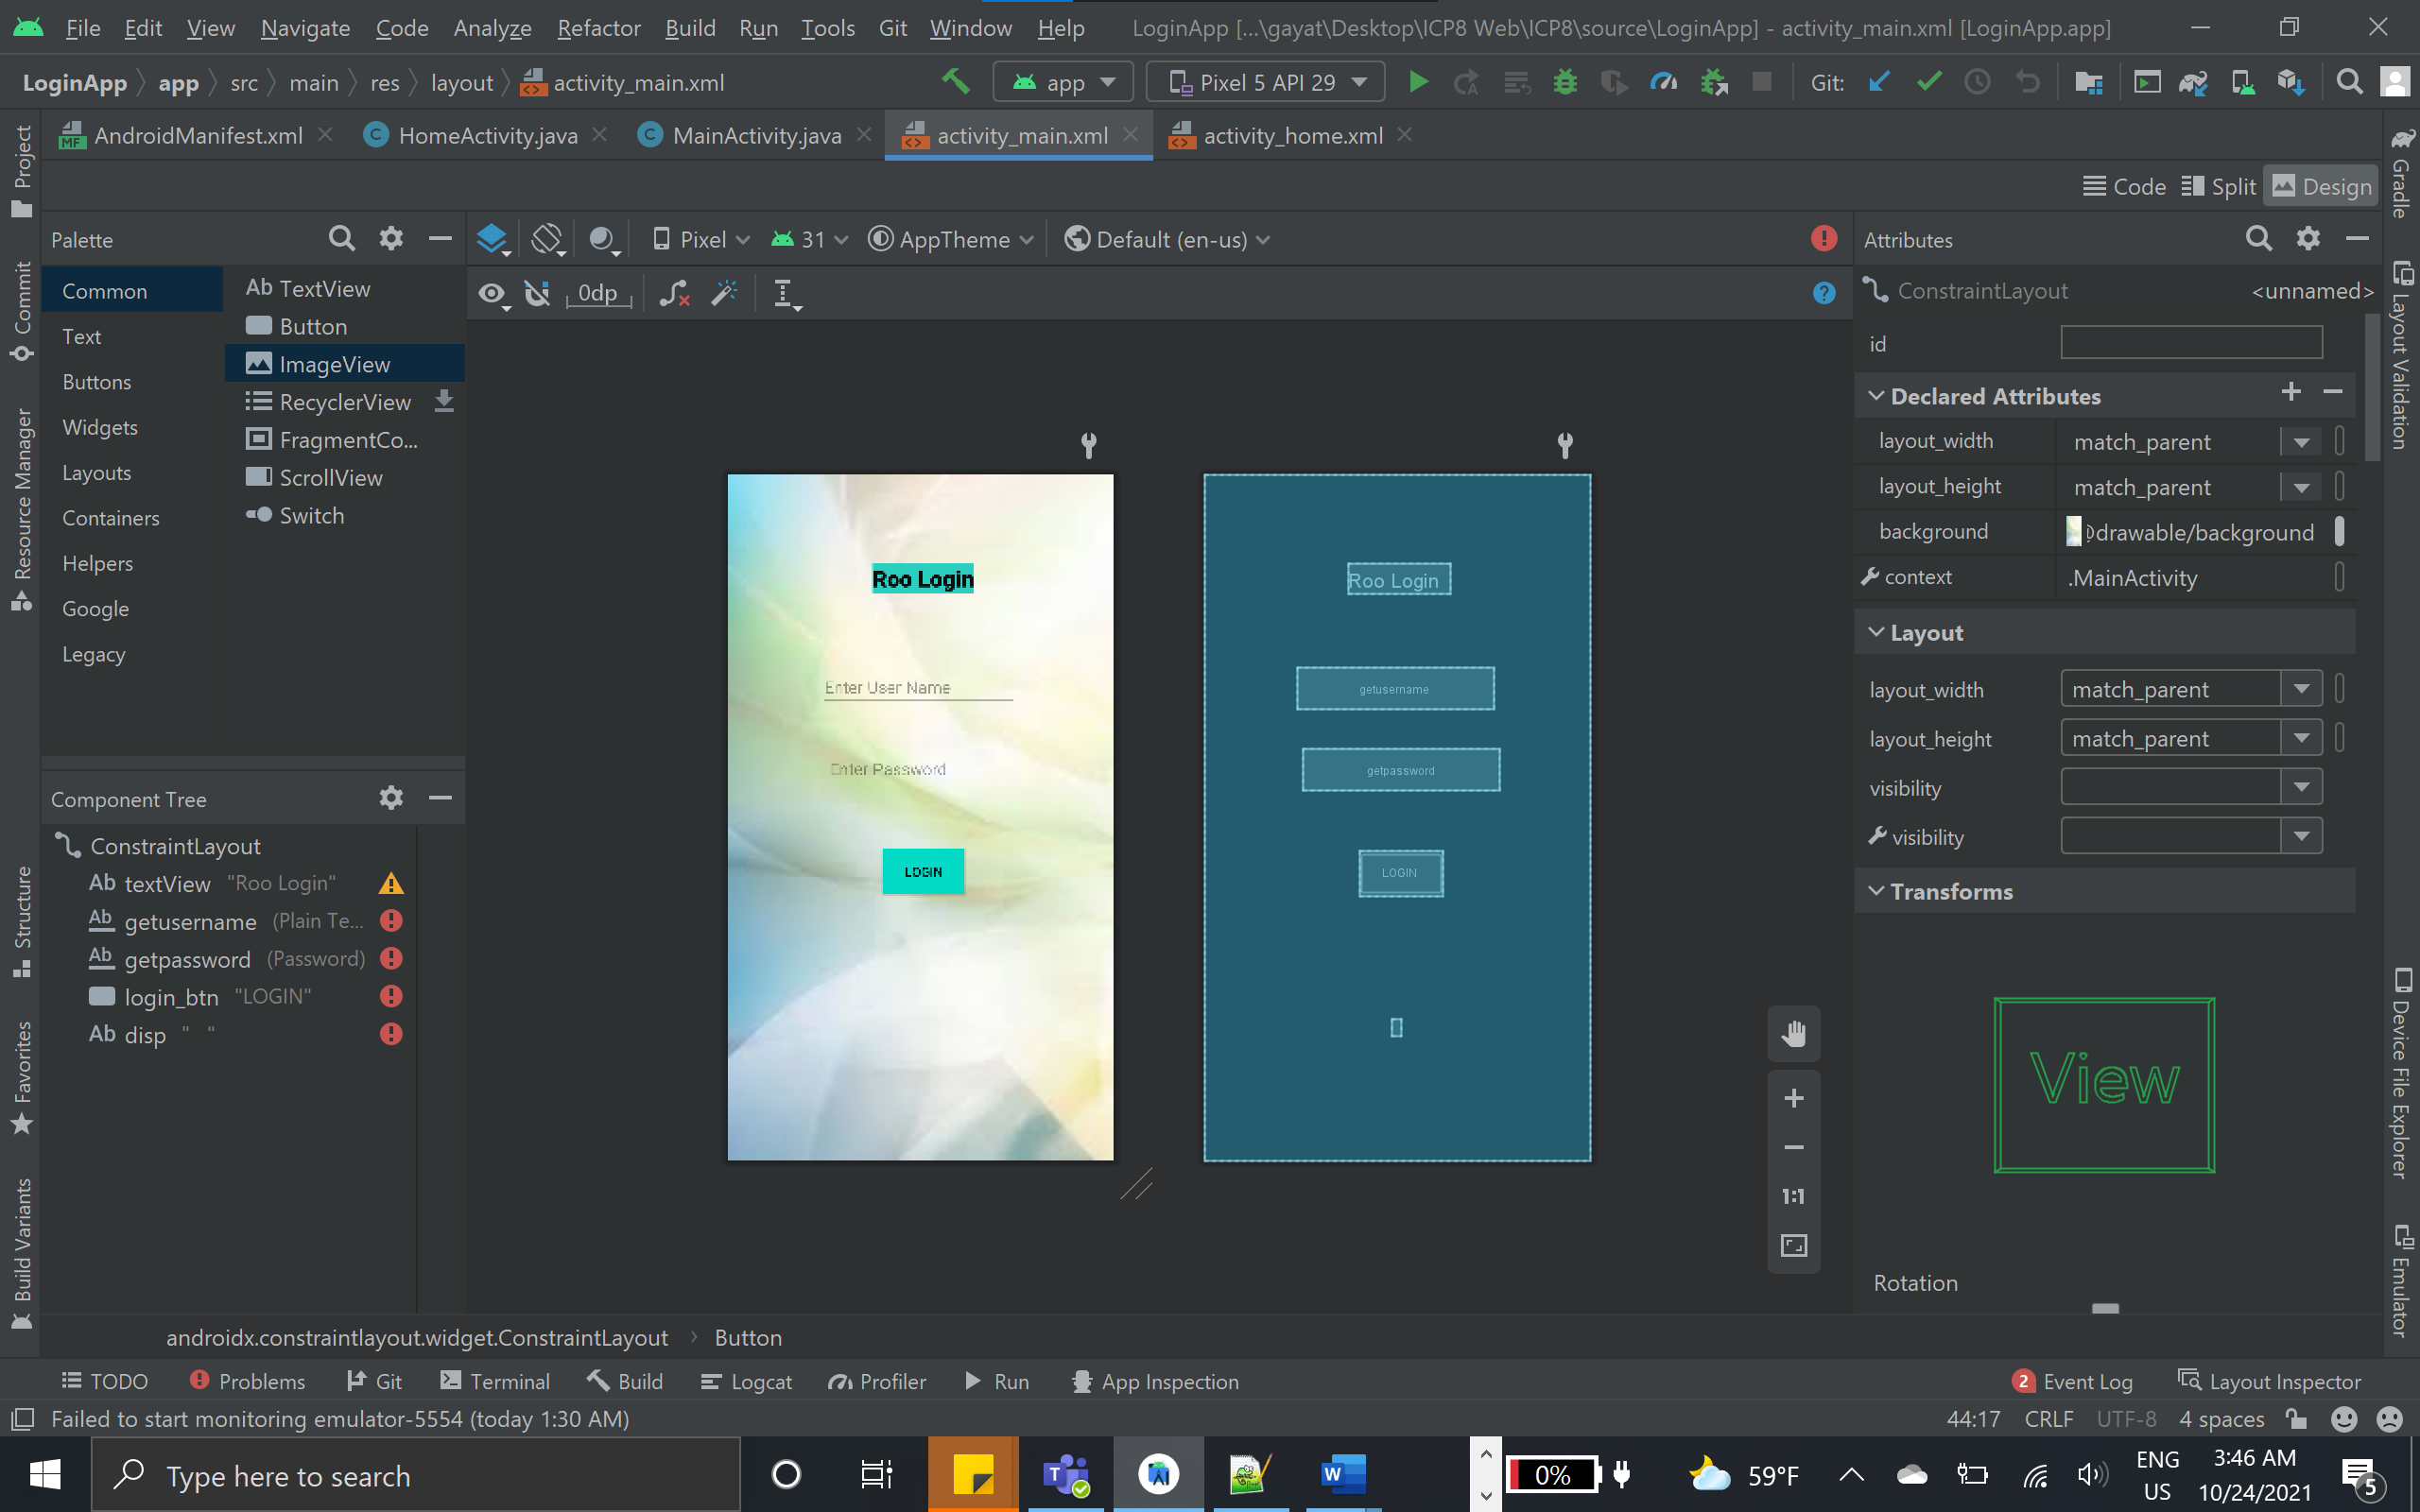 File Edit View Navigate Code Analyze Refactor Build Run Tools Git Window Help LoginApp [...\gayat\Desktop\ICP8 Web\ICP8\source\LoginApp] - activity_main.xml [LoginApp.app]
LoginApp app src main res layout activity_main.xml app Pixel 5 API 29 Git:
AndroidManifest.xml HomeActivity.java MainActivity.java activity_main.xml activity_home.xml
Code Split Design
Palette
Pixel 31 AppTheme Default (en-us)
Attributes
0dp
Common
Text
Buttons
Widgets
Layouts
Containers
Helpers
Google
Legacy
Ab TextView
Button
ImageView
RecyclerView
FragmentCo...
ScrollView
Switch
Component Tree
ConstraintLayout
Ab textView "Roo Login"
Ab getusername (Plain Te...
Ab getpassword (Password)
login_btn "LOGIN"
Ab disp " "
Roo Login
Enter User Name
Enter Password
LOGIN
Roo Login
getusername
getpassword
LOGIN
1:1
ConstraintLayout <unnamed>
id
Declared Attributes
layout_width match_parent
layout_height match_parent
background @drawable/background
context .MainActivity
Layout
layout_width match_parent
layout_height match_parent
visibility
visibility
Transforms
View
Rotation
Project
Commit
Resource Manager
Structure
Favorites
Build Variants
Gradle
Layout Validation
Device File Explorer
Emulator
androidx.constraintlayout.widget.ConstraintLayout Button
TODO Problems Git Terminal Build Logcat Profiler Run App Inspection 2 Event Log Layout Inspector
Failed to start monitoring emulator-5554 (today 1:30 AM) 44:17 CRLF UTF-8 4 spaces
Type here to search
0% 59°F ENG 3:46 AM
US 10/24/2021 5